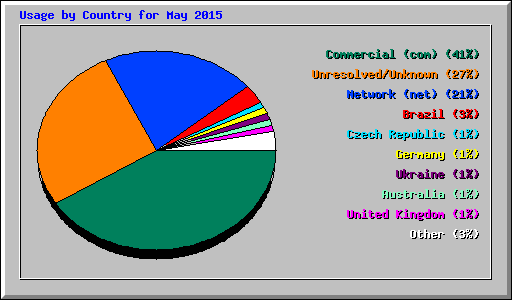 Usage by Country for May 2015
Commercial (com) (41%)
Unresolved/Unknown (27%)
Network (net) (21%)
Brazil (3%)
Czech Republic (1%)
Germany (1%)
Ukraine (1%)
Australia (1%)
United Kingdom (1%)
Other (3%)